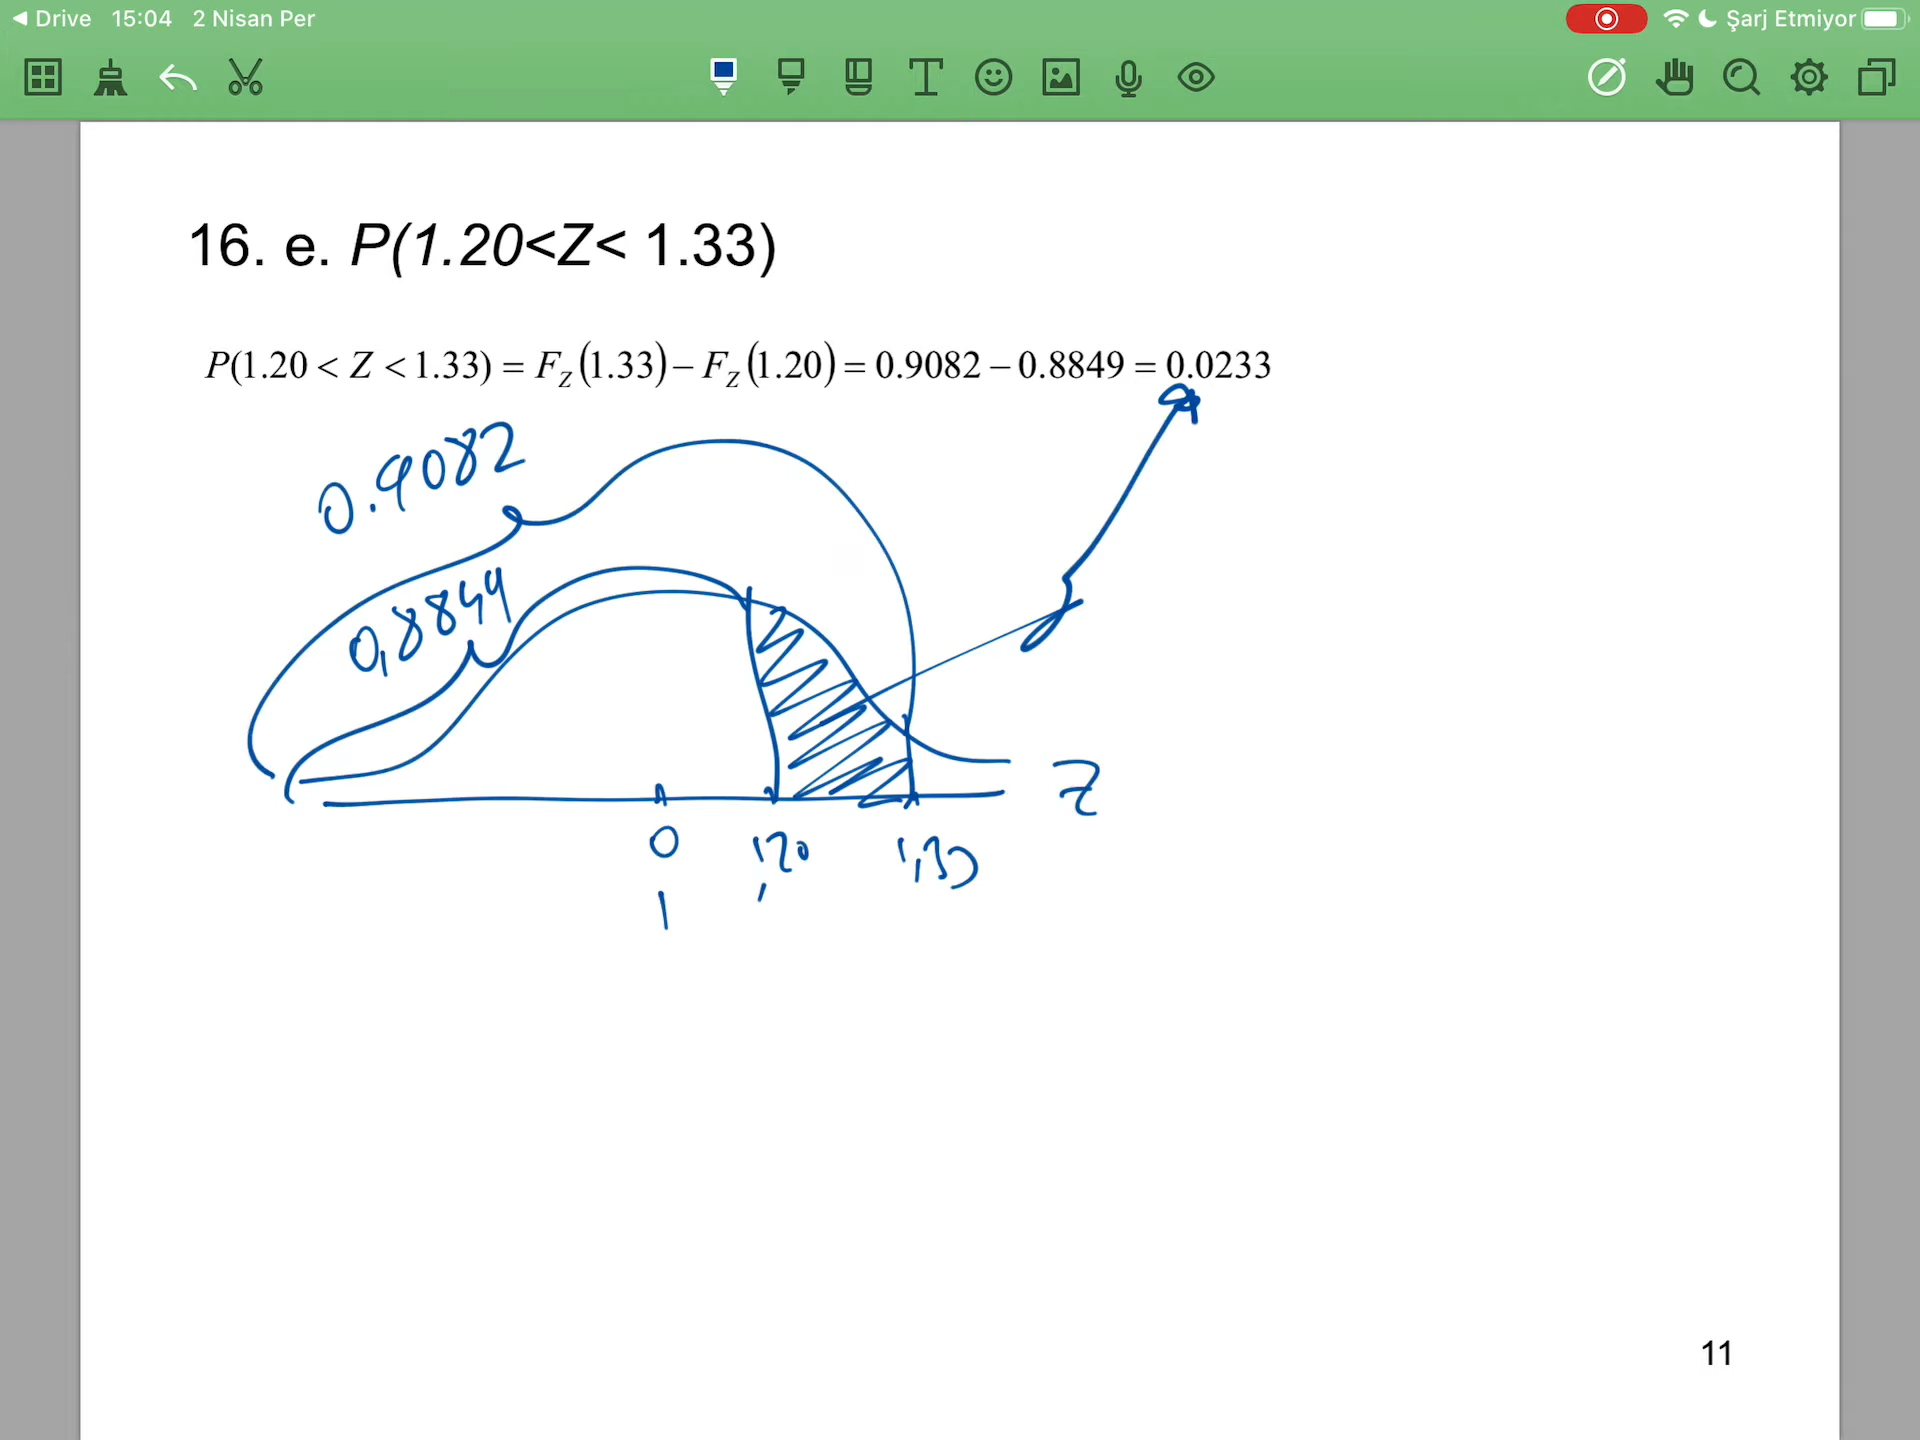 Drive 15:04 2 Nisan Per Şarj Etmiyor
16. e. P(1.20<Z< 1.33)
P(1.20 < Z < 1.33) = F_Z(1.33) − F_Z(1.20) = 0.9082 − 0.8849 = 0.0233
0.9082
0,8849
Z
0 1,20 1,33
11